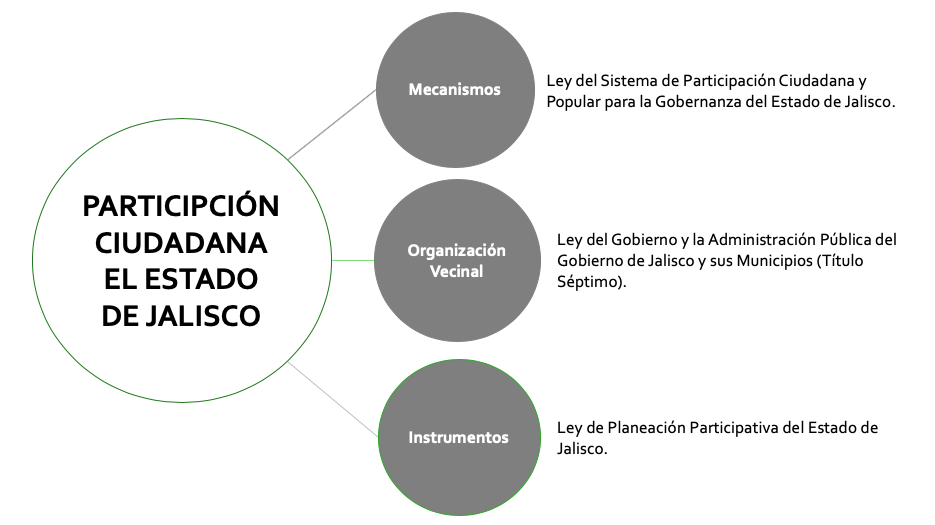 PARTICIPCIÓN
CIUDADANA
EL ESTADO
DE JALISCO
Mecanismos
Ley del Sistema de Participación Ciudadana y
Popular para la Gobernanza del Estado de Jalisco.
Organización
Vecinal
Ley del Gobierno y la Administración Pública del
Gobierno de Jalisco y sus Municipios (Título
Séptimo).
Instrumentos
Ley de Planeación Participativa del Estado de
Jalisco.